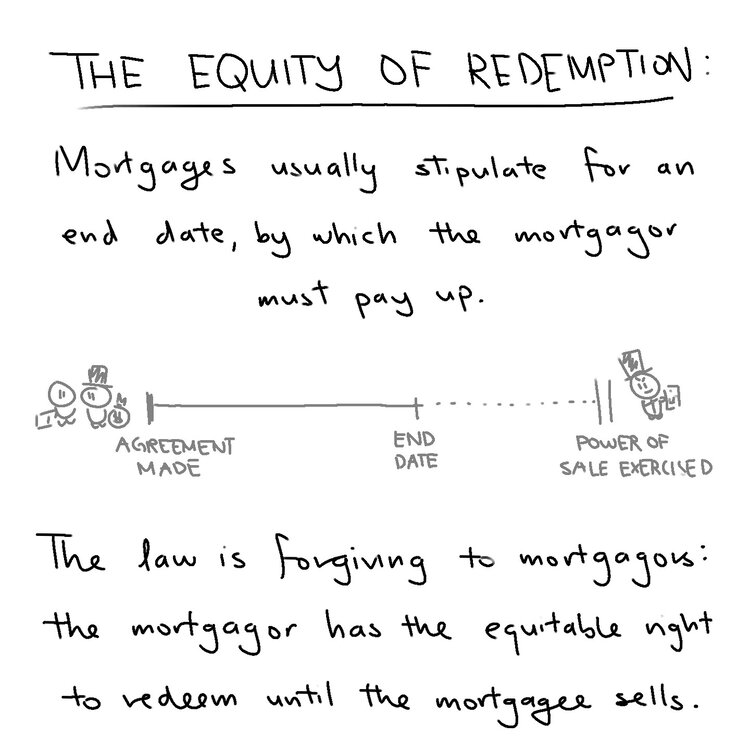 THE EQUITY OF REDEMPTION:
Mortgages usually stipulate for an
end date, by which the mortgagor
must pay up.
AGREEMENT
MADE
END
DATE
POWER OF
SALE EXERCISED
The law is forgiving to mortgagors:
the mortgagor has the equitable right
to redeem until the mortgagee sells.